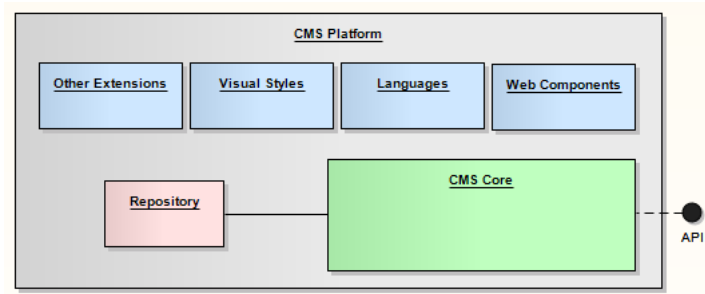 CMS Platform
Other Extensions
Visual Styles
Languages
Web Components
Repository
CMS Core
API